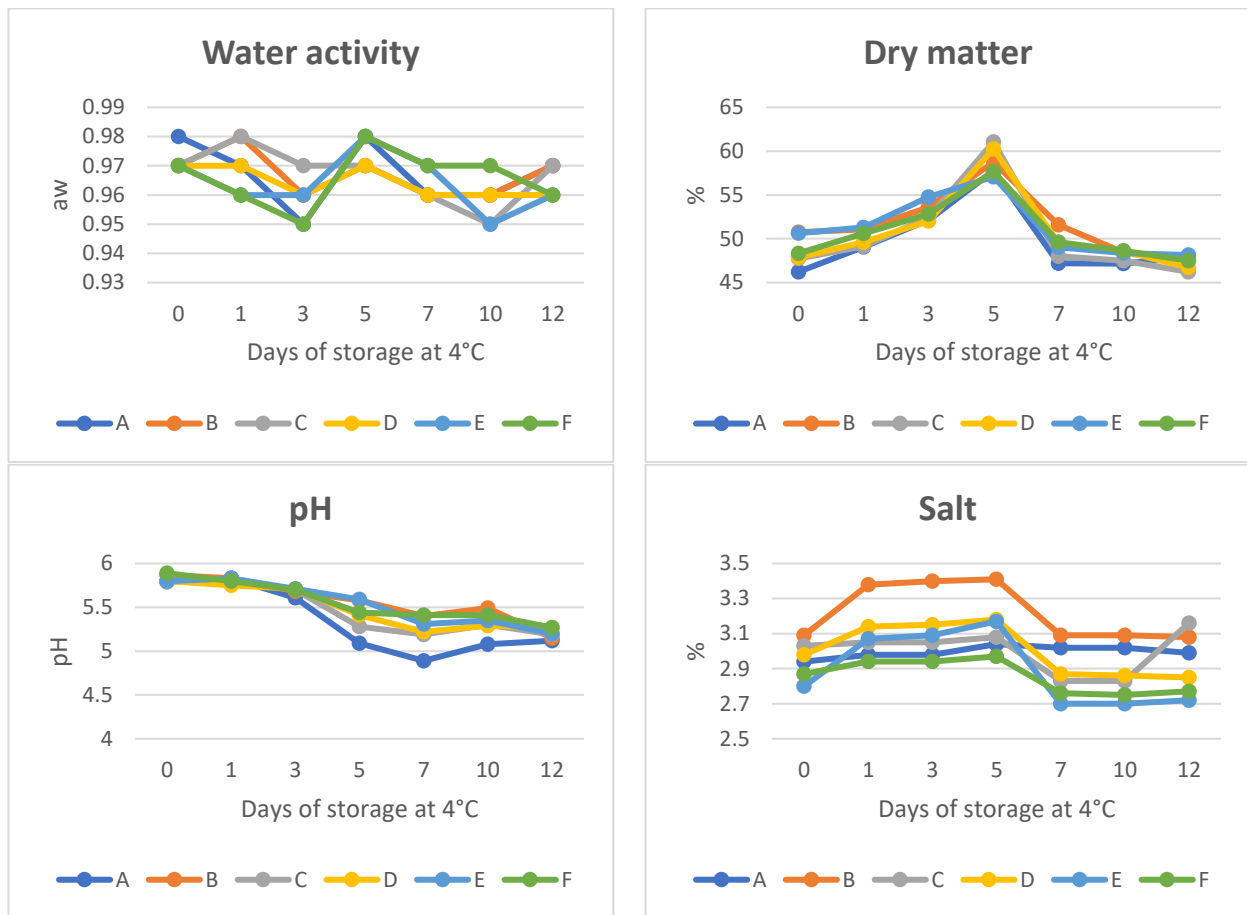 Water activity
aw
0.99
0.98
0.97
0.96
0.95
0.94
0.93
0 1 3 5 7 10 12
Days of storage at 4°C
A B C D E F
Dry matter
%
65
60
55
50
45
0 1 3 5 7 10 12
Days of storage at 4°C
A B C D E F
pH
pH
6
5.5
5
4.5
4
0 1 3 5 7 10 12
Days of storage at 4°C
A B C D E F
Salt
%
3.5
3.3
3.1
2.9
2.7
2.5
0 1 3 5 7 10 12
Days of storage at 4°C
A B C D E F